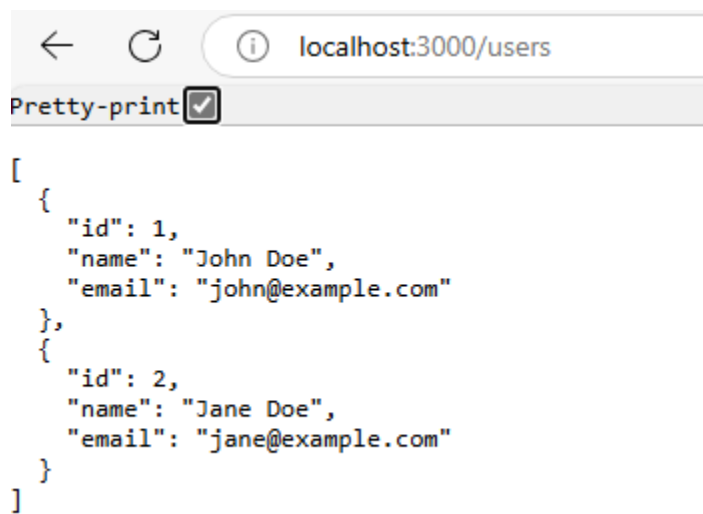 localhost:3000/users
Pretty-print
[
  {
    "id": 1,
    "name": "John Doe",
    "email": "john@example.com"
  },
  {
    "id": 2,
    "name": "Jane Doe",
    "email": "jane@example.com"
  }
]